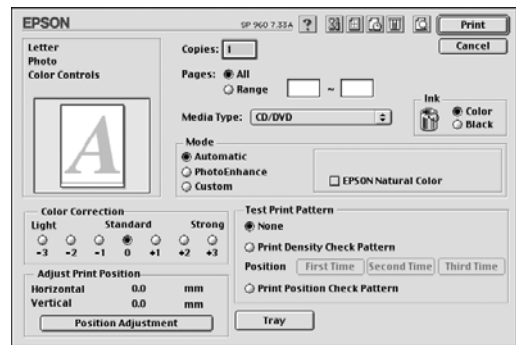 EPSON
SP 960 7.33A
?
Print
Cancel
Letter
Photo
Color Controls
A
Copies: 1
Pages: All
Range ~
Media Type: CD/DVD
Ink
Color
Black
Mode
Automatic
PhotoEnhance
Custom
EPSON Natural Color
Color Correction
Light Standard Strong
-3 -2 -1 0 +1 +2 +3
Adjust Print Position
Horizontal 0.0 mm
Vertical 0.0 mm
Position Adjustment
Test Print Pattern
None
Print Density Check Pattern
Position First Time Second Time Third Time
Print Position Check Pattern
Tray